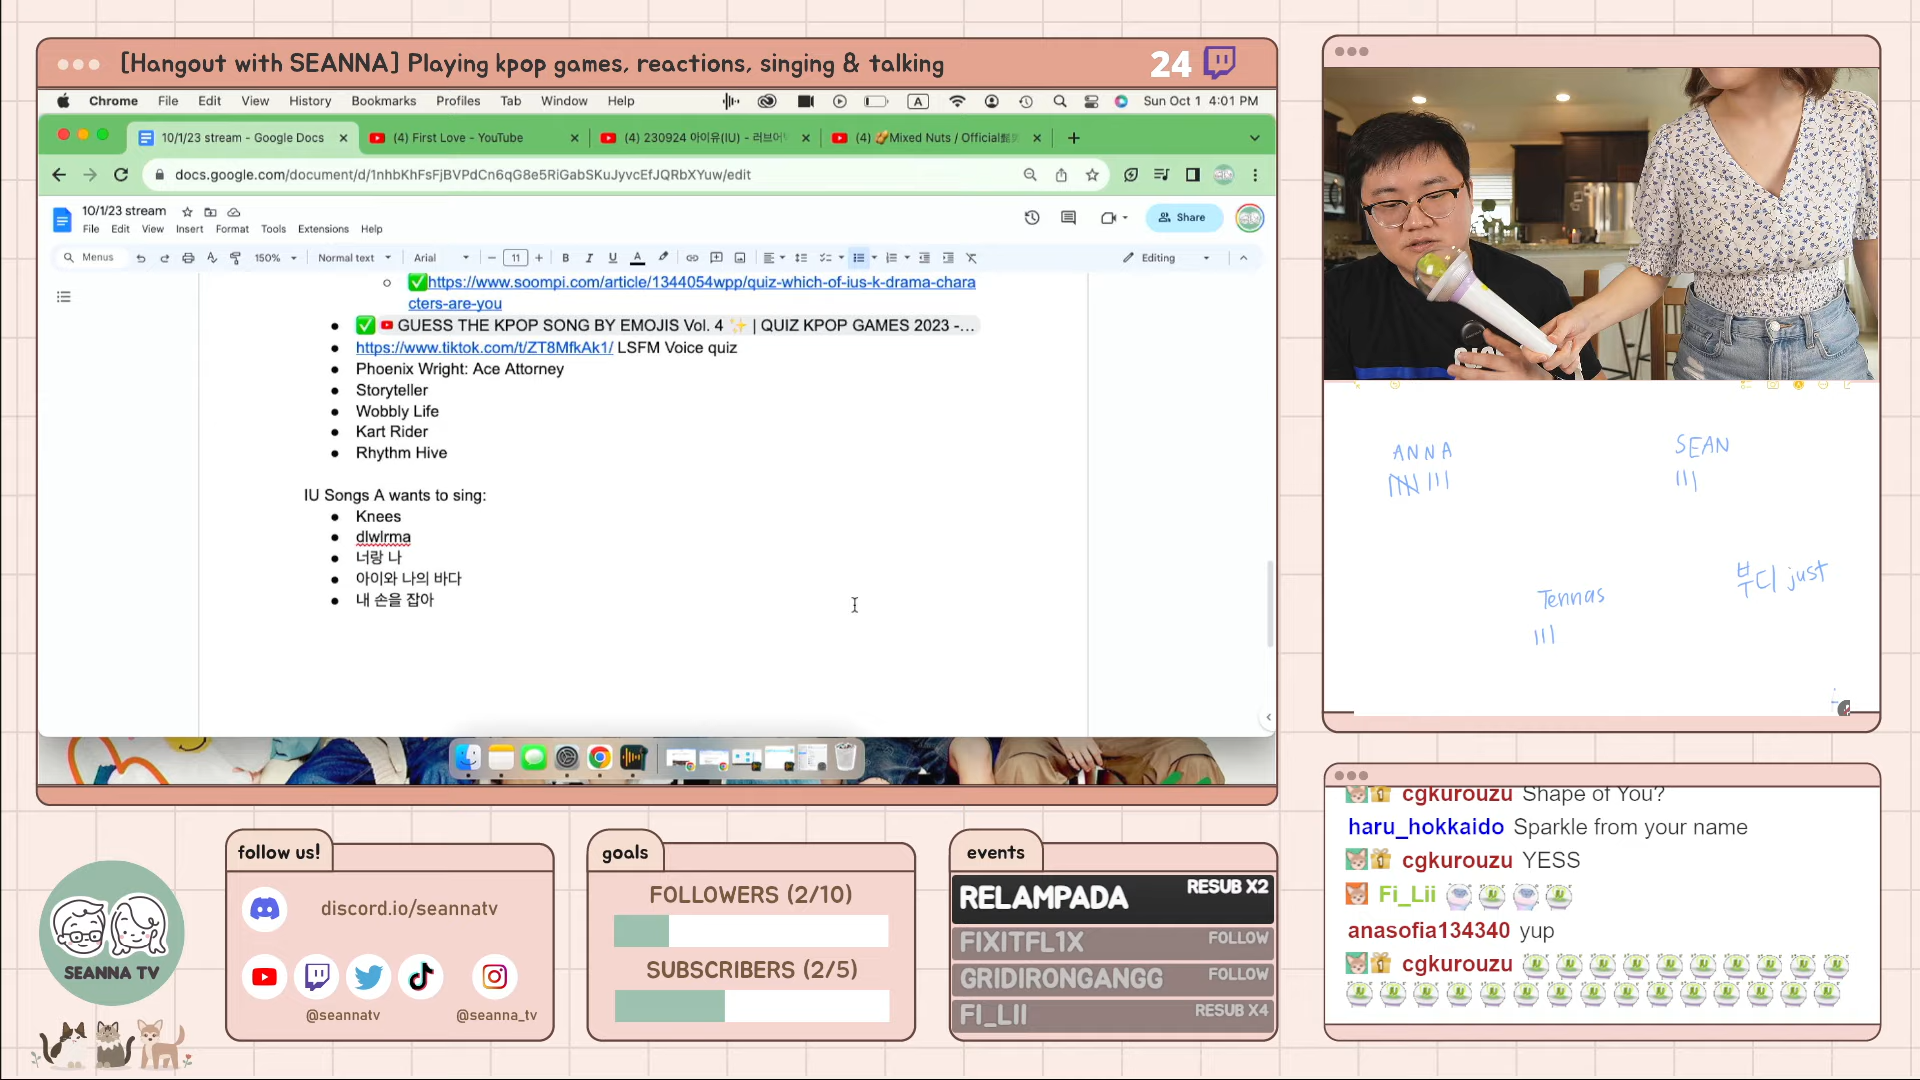 [Hangout with SEANNA] Playing kpop games, reactions, singing & talking
24
Chrome File Edit View History Bookmarks Profiles Tab Window Help
A
Sun Oct 1 4:01 PM
10/1/23 stream - Google Docs
(4) First Love - YouTube
(4) 230924 아이유(IU) - 러브어
(4) Mixed Nuts / Official
docs.google.com/document/d/1nhbKhFsFjBVPdCn6qG8e5RiGabSKuJyvcEfJQRbXYuw/edit
10/1/23 stream
File Edit View Insert Format Tools Extensions Help
Share
Menus
150%
Normal text
Arial
11
B I U A
Editing
https://www.soompi.com/article/1344054wpp/quiz-which-of-ius-k-drama-chara
cters-are-you
GUESS THE KPOP SONG BY EMOJIS Vol. 4 ✨ | QUIZ KPOP GAMES 2023 -...
https://www.tiktok.com/t/ZT8MfkAk1/ LSFM Voice quiz
Phoenix Wright: Ace Attorney
Storyteller
Wobbly Life
Kart Rider
Rhythm Hive
IU Songs A wants to sing:
Knees
dlwlrma
너랑 나
아이와 나의 바다
내 손을 잡아
ANNA
SEAN
Tennas
부디 just
cgkurouzu Shape of You?
haru_hokkaido Sparkle from your name
cgkurouzu YESS
Fi_Lii
anasofia134340 yup
cgkurouzu
SEANNA TV
follow us!
discord.io/seannatv
@seannatv
@seanna_tv
goals
FOLLOWERS (2/10)
SUBSCRIBERS (2/5)
events
RELAMPADA RESUB X2
FIXITFL1X FOLLOW
GRIDIRONGANGG FOLLOW
FI_LII RESUB X4